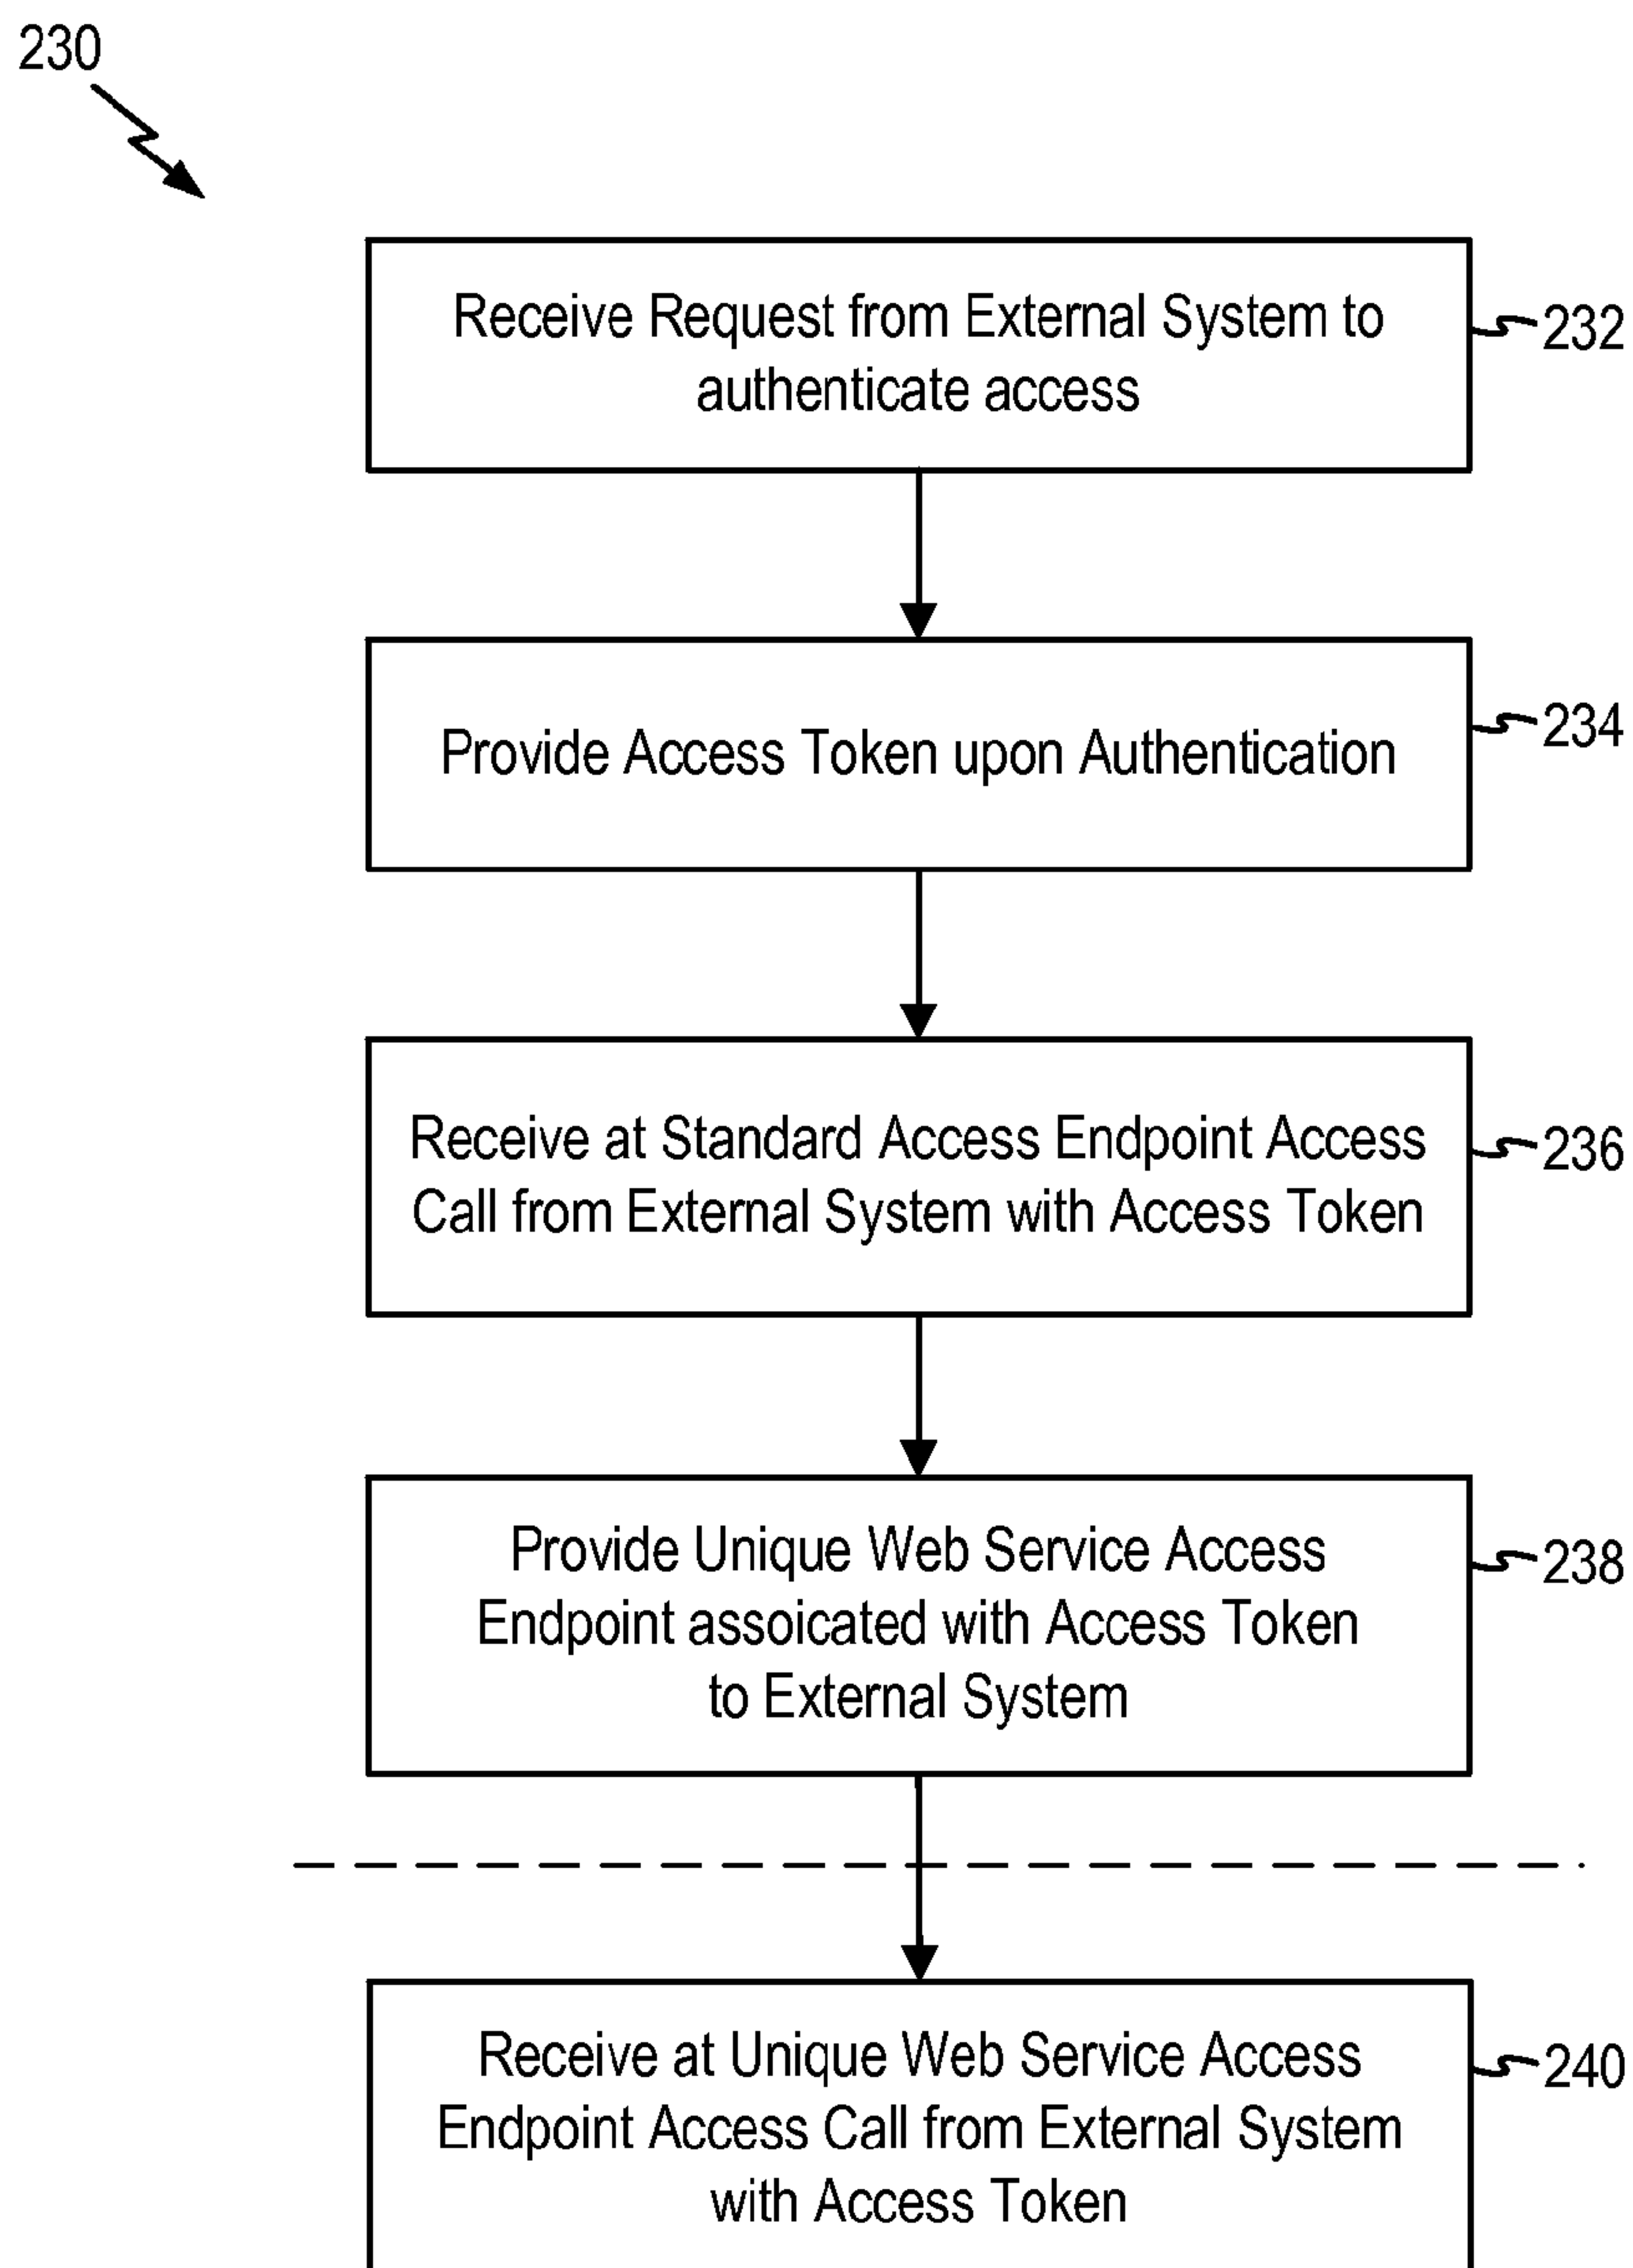 230
Receive Request from External System to
authenticate access
232
Provide Access Token upon Authentication
234
Receive at Standard Access Endpoint Access
Call from External System with Access Token
236
Provide Unique Web Service Access
Endpoint assoicated with Access Token
to External System
238
Receive at Unique Web Service Access
Endpoint Access Call from External System
with Access Token
240